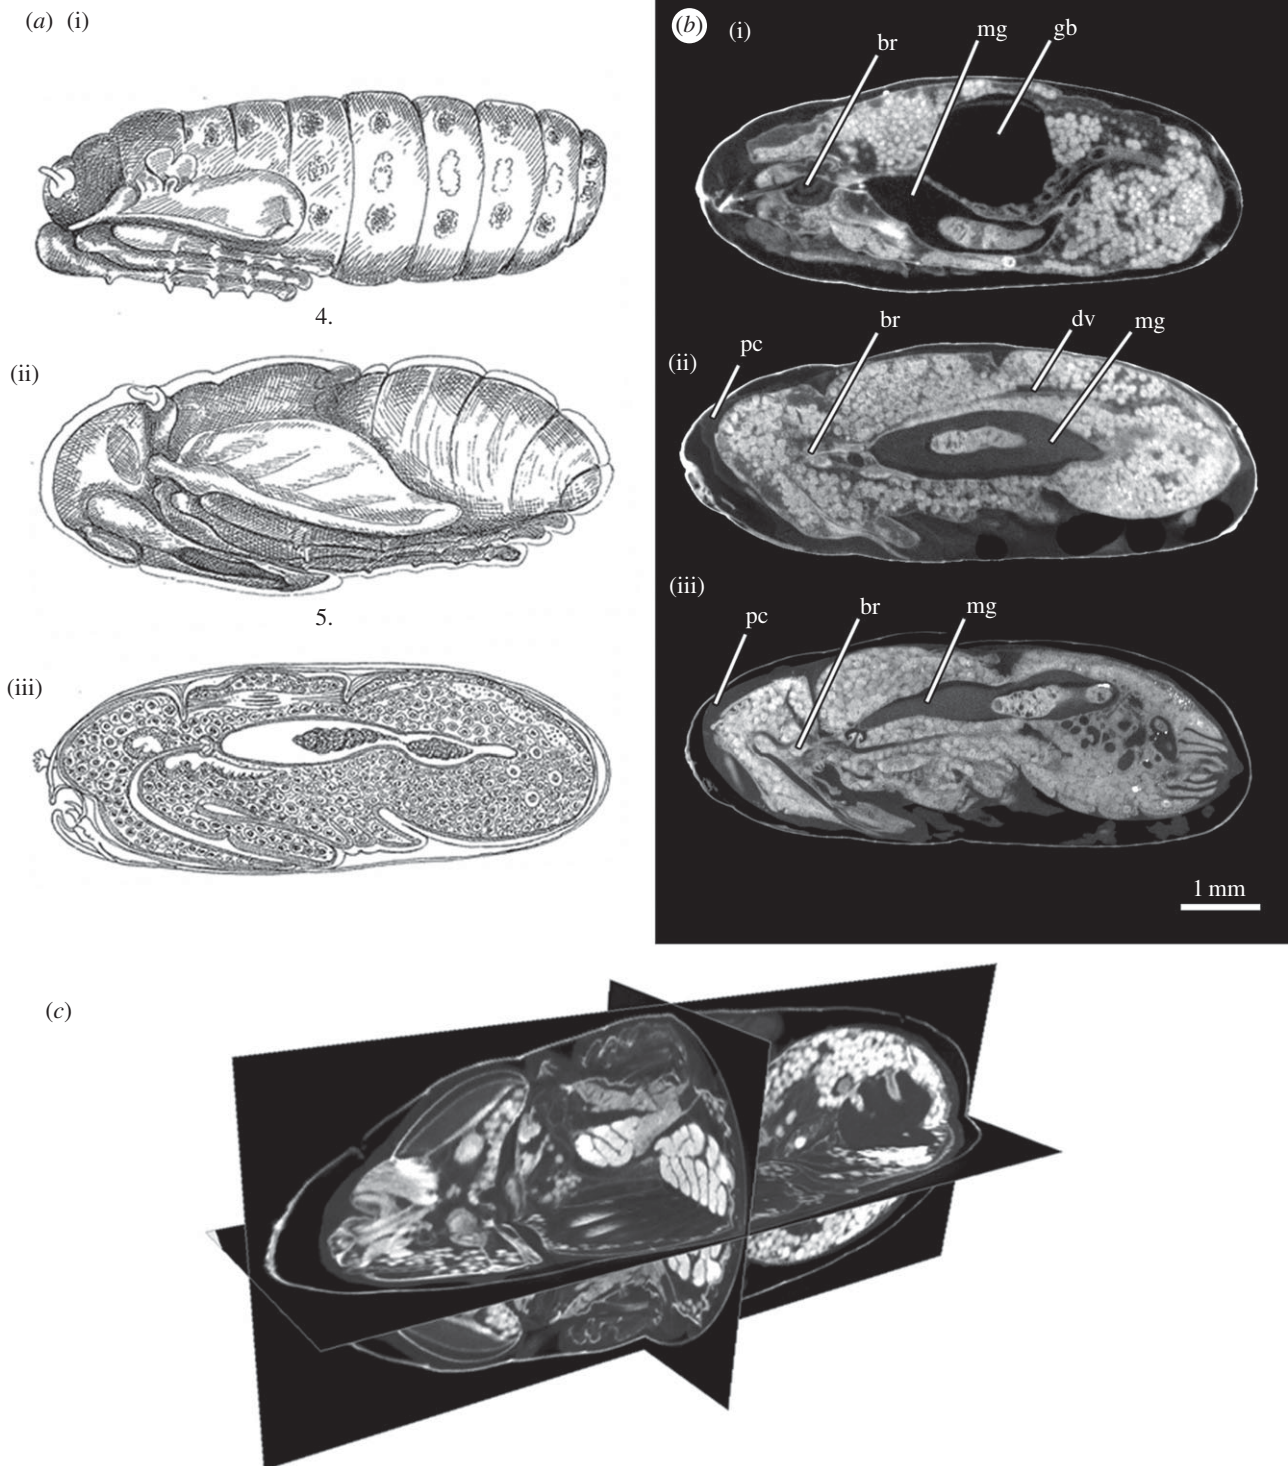 (a) (i)
4.
(ii)
5.
(iii)
(b) (i)
br
mg
gb
(ii)
pc
br
dv
mg
(iii)
pc
br
mg
1 mm
(c)